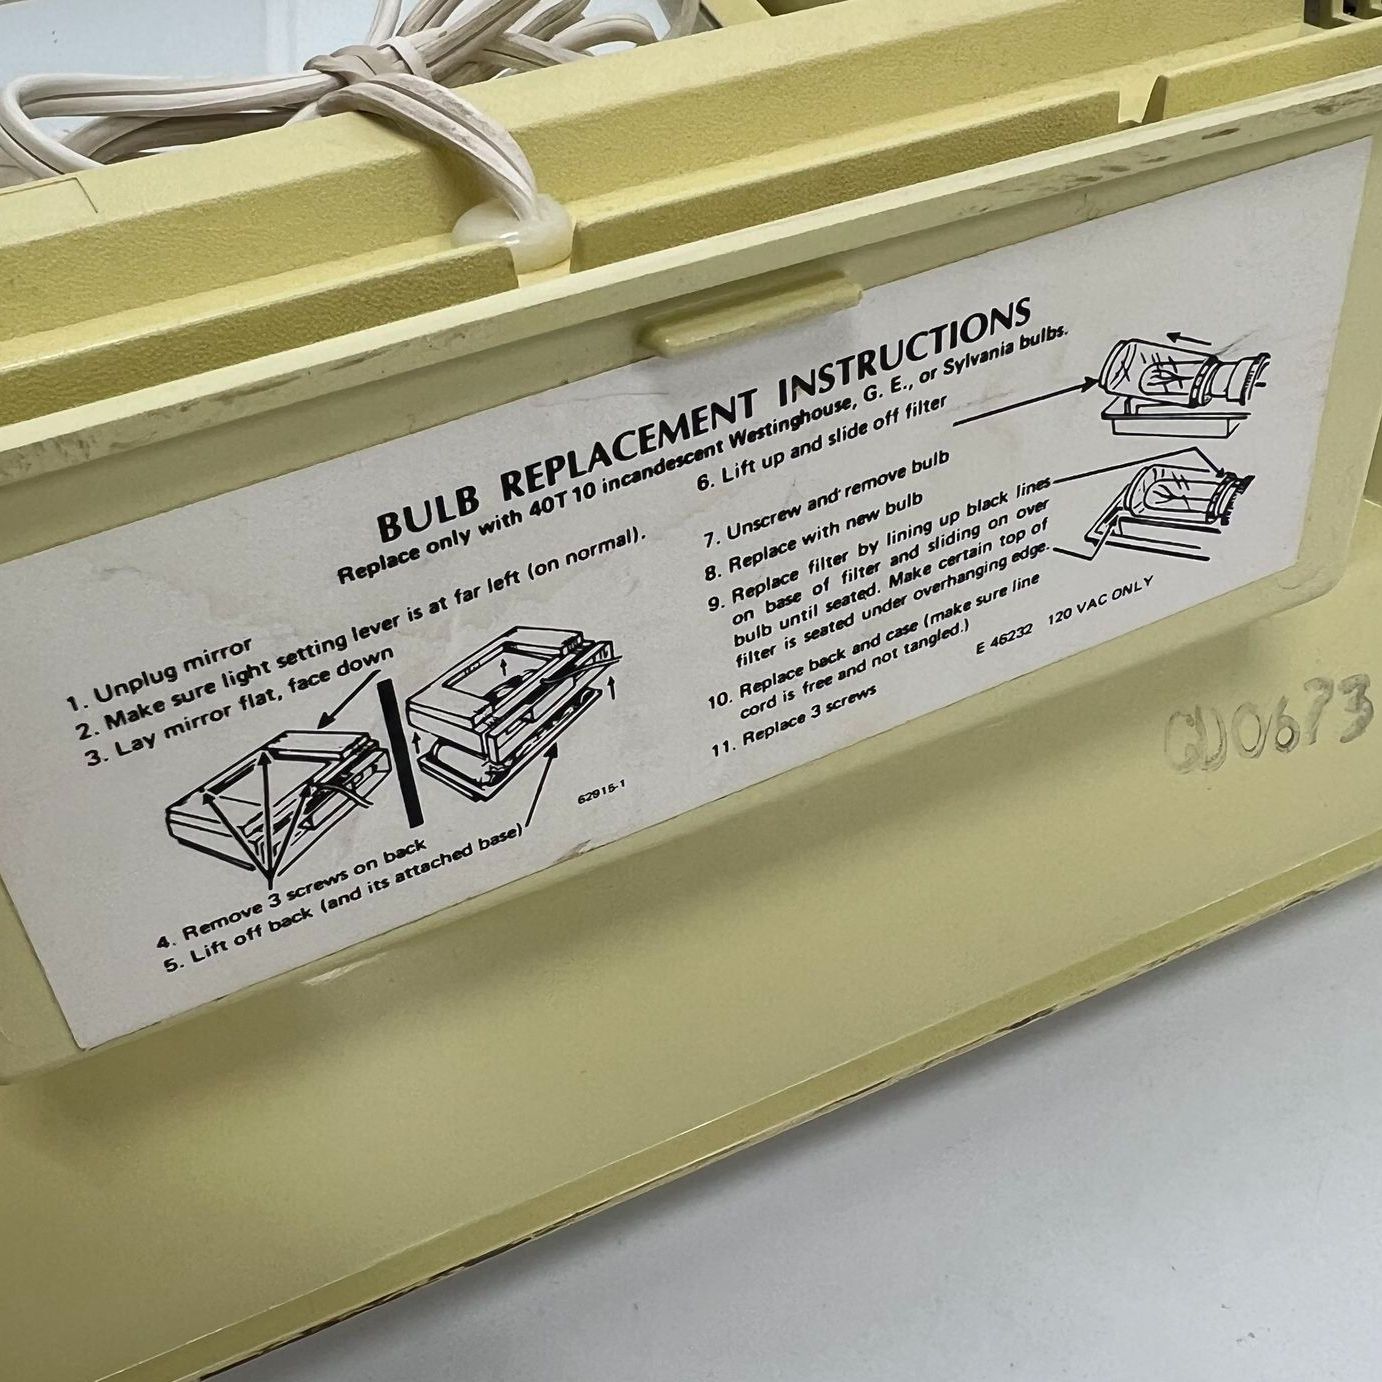 BULB REPLACEMENT INSTRUCTIONS
Replace only with 40T10 incandescent Westinghouse, G. E., or Sylvania bulbs.
1. Unplug mirror
2. Make sure light setting lever is at far left (on normal).
3. Lay mirror flat, face down
4. Remove 3 screws on back
5. Lift off back (and its attached base)
62915-1
6. Lift up and slide off filter
7. Unscrew and remove bulb
8. Replace with new bulb
9. Replace filter by lining up black lines
on base of filter and sliding on over
bulb until seated. Make certain top of
filter is seated under overhanging edge.
10. Replace back and case (make sure line
cord is free and not tangled.)
11. Replace 3 screws
E 46232 120 VAC ONLY